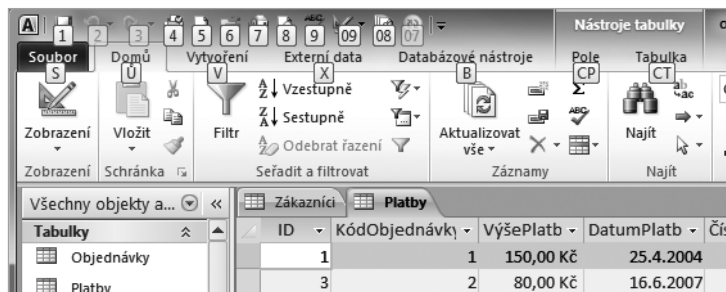 A
1 2 3 4 5 6 7 8 9 09 08 07
Nástroje tabulky
Soubor Domů Vytvoření Externí data Databázové nástroje Pole Tabulka
S Ů V X B CP CT
Vzestupně
Sestupně
Odebrat řazení
Zobrazení Vložit Filtr Aktualizovat vše Najít
Zobrazení Schránka Seřadit a filtrovat Záznamy Najít
Všechny objekty a... « Zákazníci Platby
Tabulky ID KódObjednávky VýšePlatb DatumPlatb
Objednávky 1 1 150,00 Kč 25.4.2004
Platby 3 2 80,00 Kč 16.6.2007